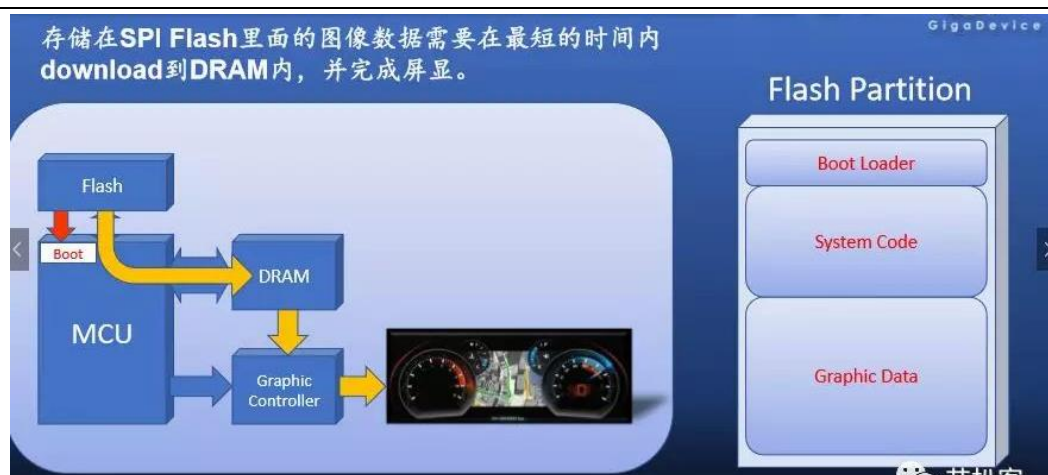 GigaDevice
存储在SPI Flash里面的图像数据需要在最短的时间内
download到DRAM内，并完成屏显。
Flash Partition
Flash
Boot
MCU
DRAM
Graphic
Controller
Boot Loader
System Code
Graphic Data